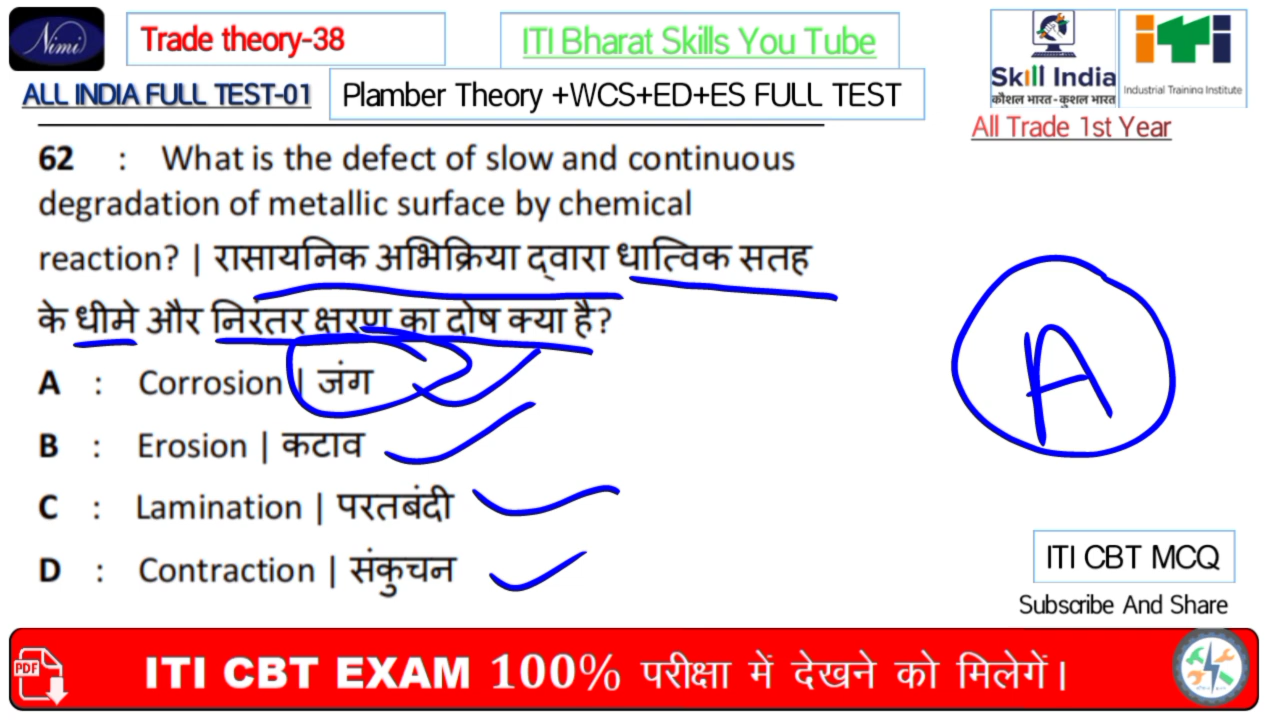 Nimi
Trade theory-38
ITI Bharat Skills You Tube
Skill India
कौशल भारत-कुशल भारत
iTi
Industrial Training Institute
ALL INDIA FULL TEST-01
Plamber Theory +WCS+ED+ES FULL TEST
All Trade 1st Year
62 : What is the defect of slow and continuous
degradation of metallic surface by chemical
reaction? | रासायनिक अभिक्रिया द्वारा धात्विक सतह
के धीमे और निरंतर क्षरण का दोष क्या है?
A : Corrosion | जंग
B : Erosion | कटाव
C : Lamination | परतबंदी
D : Contraction | संकुचन
A
ITI CBT MCQ
Subscribe And Share
PDF
ITI CBT EXAM 100% परीक्षा में देखने को मिलेगें।